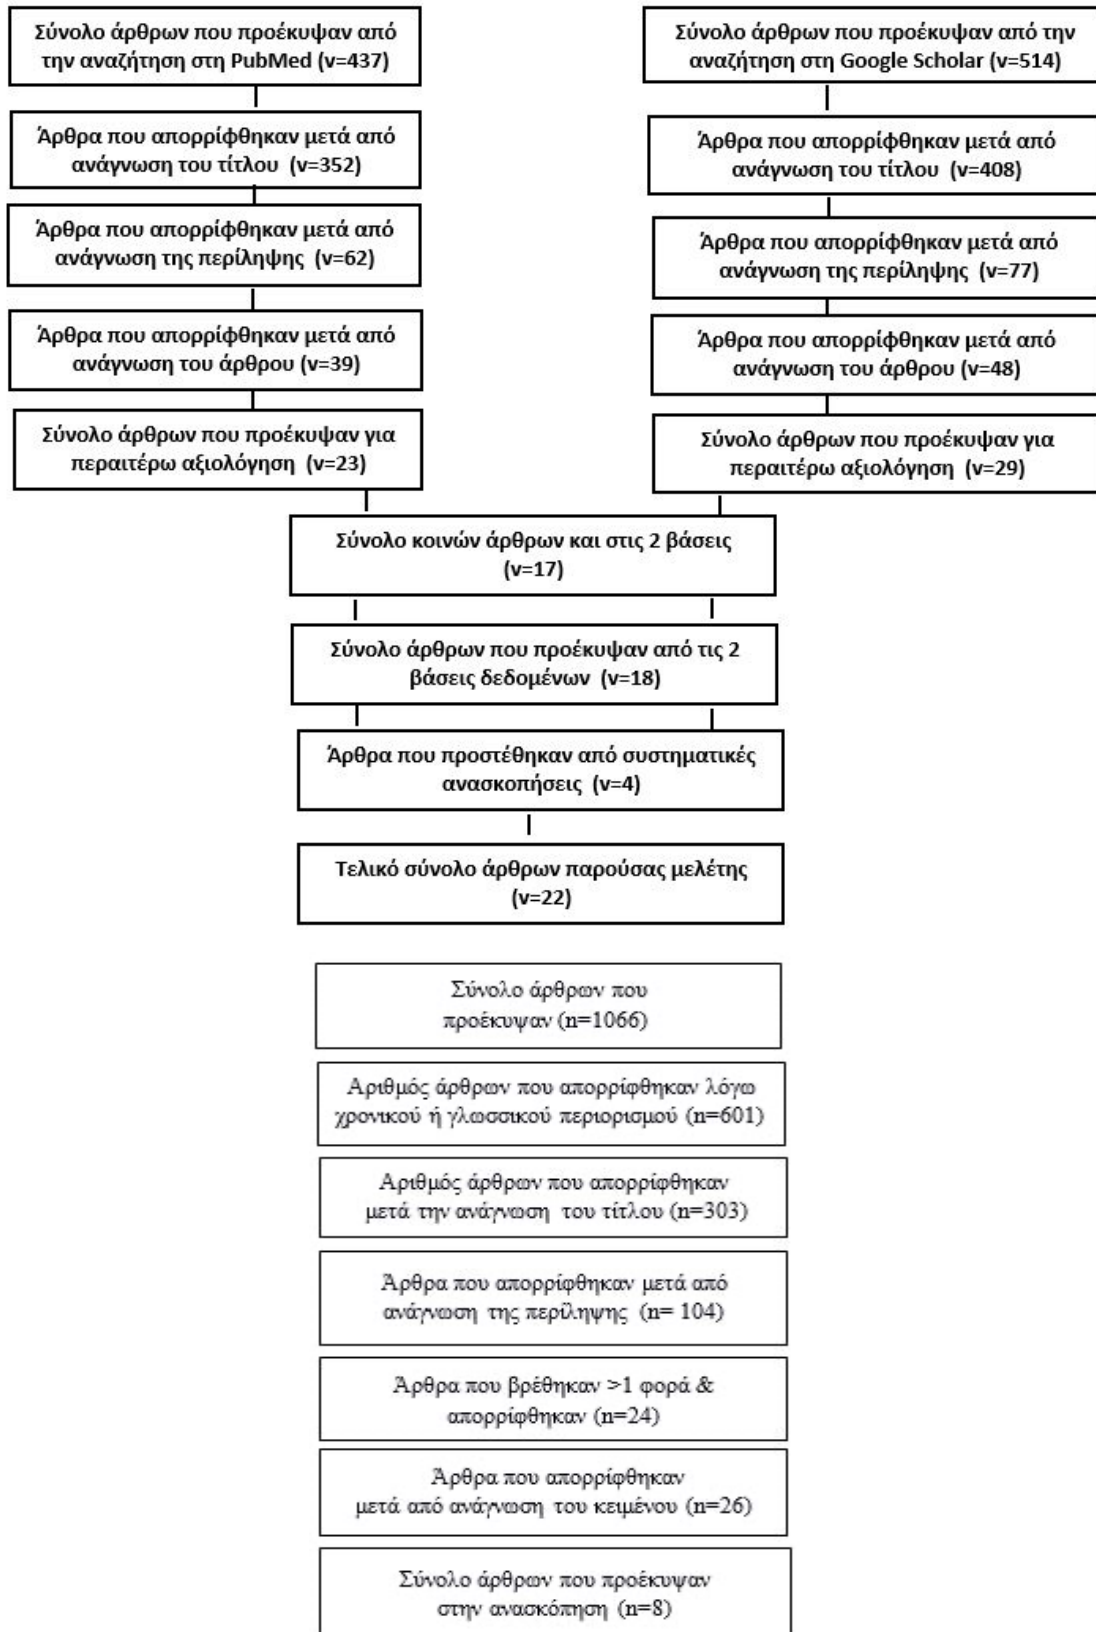 Σύνολο άρθρων που προέκυψαν από
την αναζήτηση στη PubMed (ν=437)
Άρθρα που απορρίφθηκαν μετά από
ανάγνωση του τίτλου (ν=352)
Άρθρα που απορρίφθηκαν μετά από
ανάγνωση της περίληψης (ν=62)
Άρθρα που απορρίφθηκαν μετά από
ανάγνωση του άρθρου (ν=39)
Σύνολο άρθρων που προέκυψαν για
περαιτέρω αξιολόγηση (ν=23)
Σύνολο άρθρων που προέκυψαν από την
αναζήτηση στη Google Scholar (ν=514)
Άρθρα που απορρίφθηκαν μετά από
ανάγνωση του τίτλου (ν=408)
Άρθρα που απορρίφθηκαν μετά από
ανάγνωση της περίληψης (ν=77)
Άρθρα που απορρίφθηκαν μετά από
ανάγνωση του άρθρου (ν=48)
Σύνολο άρθρων που προέκυψαν για
περαιτέρω αξιολόγηση (ν=29)
Σύνολο κοινών άρθρων και στις 2 βάσεις
(ν=17)
Σύνολο άρθρων που προέκυψαν από τις 2
βάσεις δεδομένων (ν=18)
Άρθρα που προστέθηκαν από συστηματικές
ανασκοπήσεις (ν=4)
Τελικό σύνολο άρθρων παρούσας μελέτης
(ν=22)
Σύνολο άρθρων που
προέκυψαν (n=1066)
Αριθμός άρθρων που απορρίφθηκαν λόγω
χρονικού ή γλωσσικού περιορισμού (n=601)
Αριθμός άρθρων που απορρίφθηκαν
μετά την ανάγνωση του τίτλου (n=303)
Άρθρα που απορρίφθηκαν μετά από
ανάγνωση της περίληψης (n= 104)
Άρθρα που βρέθηκαν >1 φορά &
απορρίφθηκαν (n=24)
Άρθρα που απορρίφθηκαν
μετά από ανάγνωση του κειμένου (n=26)
Σύνολο άρθρων που προέκυψαν
στην ανασκόπηση (n=8)